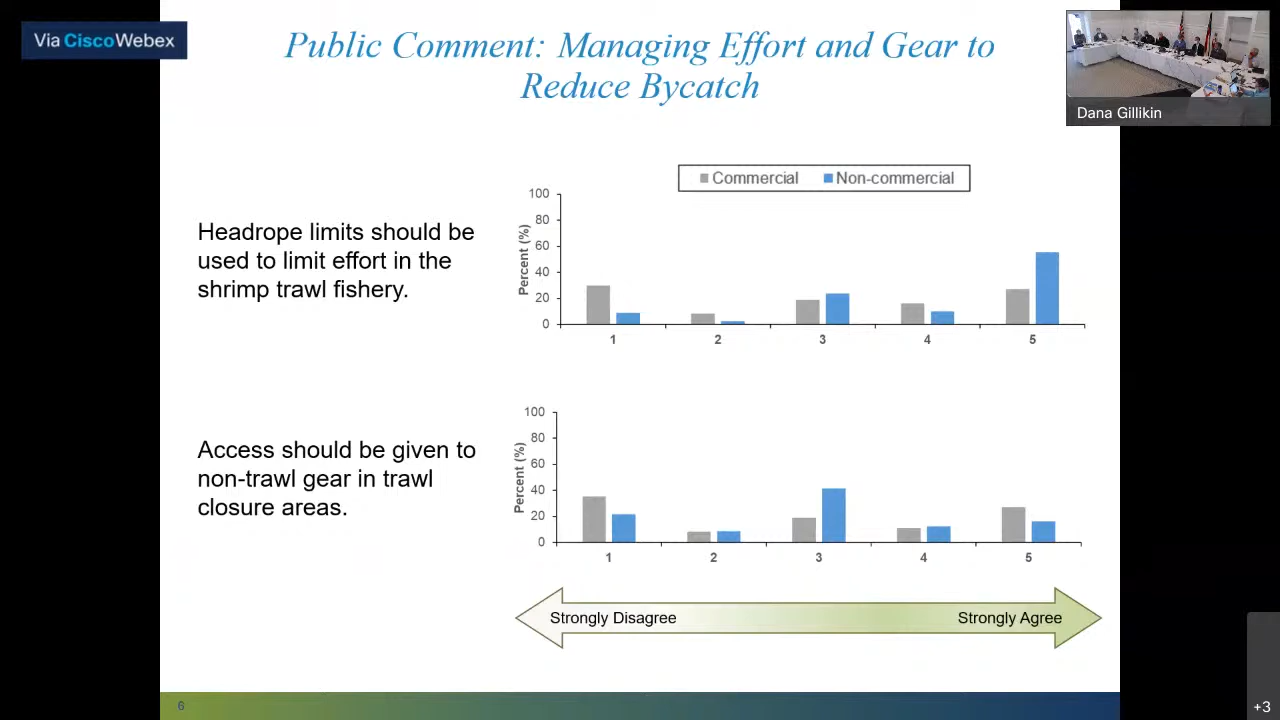 Via Cisco Webex
Public Comment: Managing Effort and Gear to
Reduce Bycatch
Dana Gillikin
Headrope limits should be
used to limit effort in the
shrimp trawl fishery.
Commercial Non-commercial
Percent (%)
100
80
60
40
20
0
1 2 3 4 5
Access should be given to
non-trawl gear in trawl
closure areas.
Percent (%)
100
80
60
40
20
0
1 2 3 4 5
Strongly Disagree Strongly Agree
6
+3